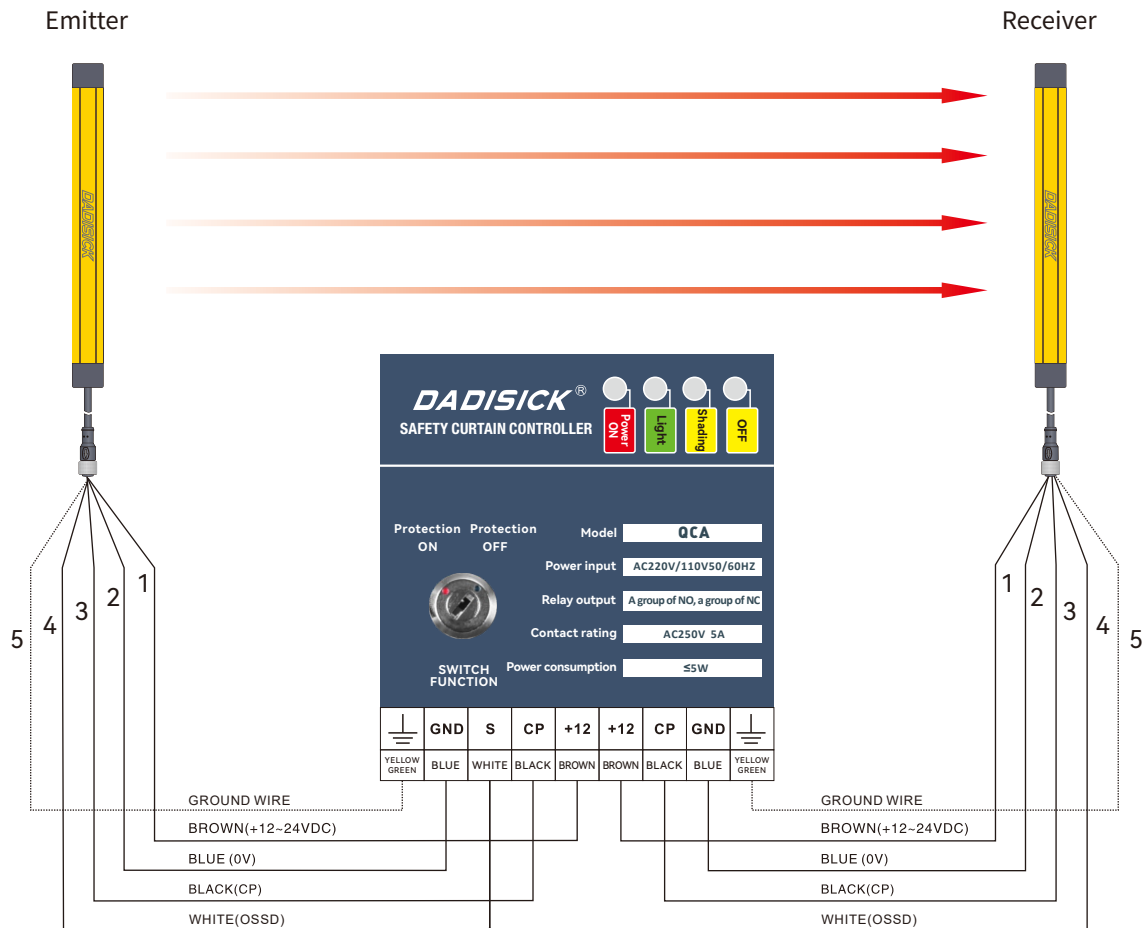 Emitter
Receiver
DADISICK
DADISICK
DADISICK ®
SAFETY CURTAIN CONTROLLER
Power ON
Light
Shading
OFF
Protection ON
Protection OFF
SWITCH FUNCTION
Model QCA
Power input AC220V/110V50/60HZ
Relay output A group of NO, a group of NC
Contact rating AC250V 5A
Power consumption ≤5W
GND S CP +12 +12 CP GND
YELLOW GREEN BLUE WHITE BLACK BROWN BROWN BLACK BLUE YELLOW GREEN
5 4 3 2 1
1 2 3 4 5
GROUND WIRE
BROWN(+12~24VDC)
BLUE (0V)
BLACK(CP)
WHITE(OSSD)
GROUND WIRE
BROWN(+12~24VDC)
BLUE (0V)
BLACK(CP)
WHITE(OSSD)